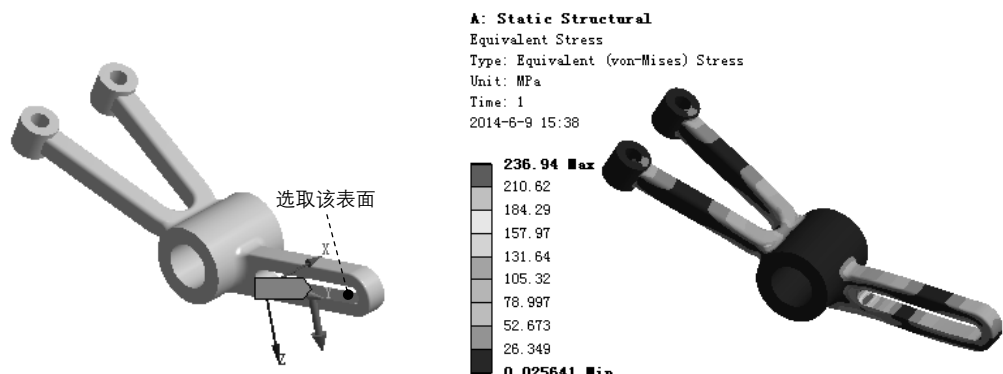 选取该表面
X
Y
Z
A: Static Structural
Equivalent Stress
Type: Equivalent (von-Mises) Stress
Unit: MPa
Time: 1
2014-6-9 15:38
236.94 Max
210.62
184.29
157.97
131.64
105.32
78.997
52.673
26.349
0.025641 Min